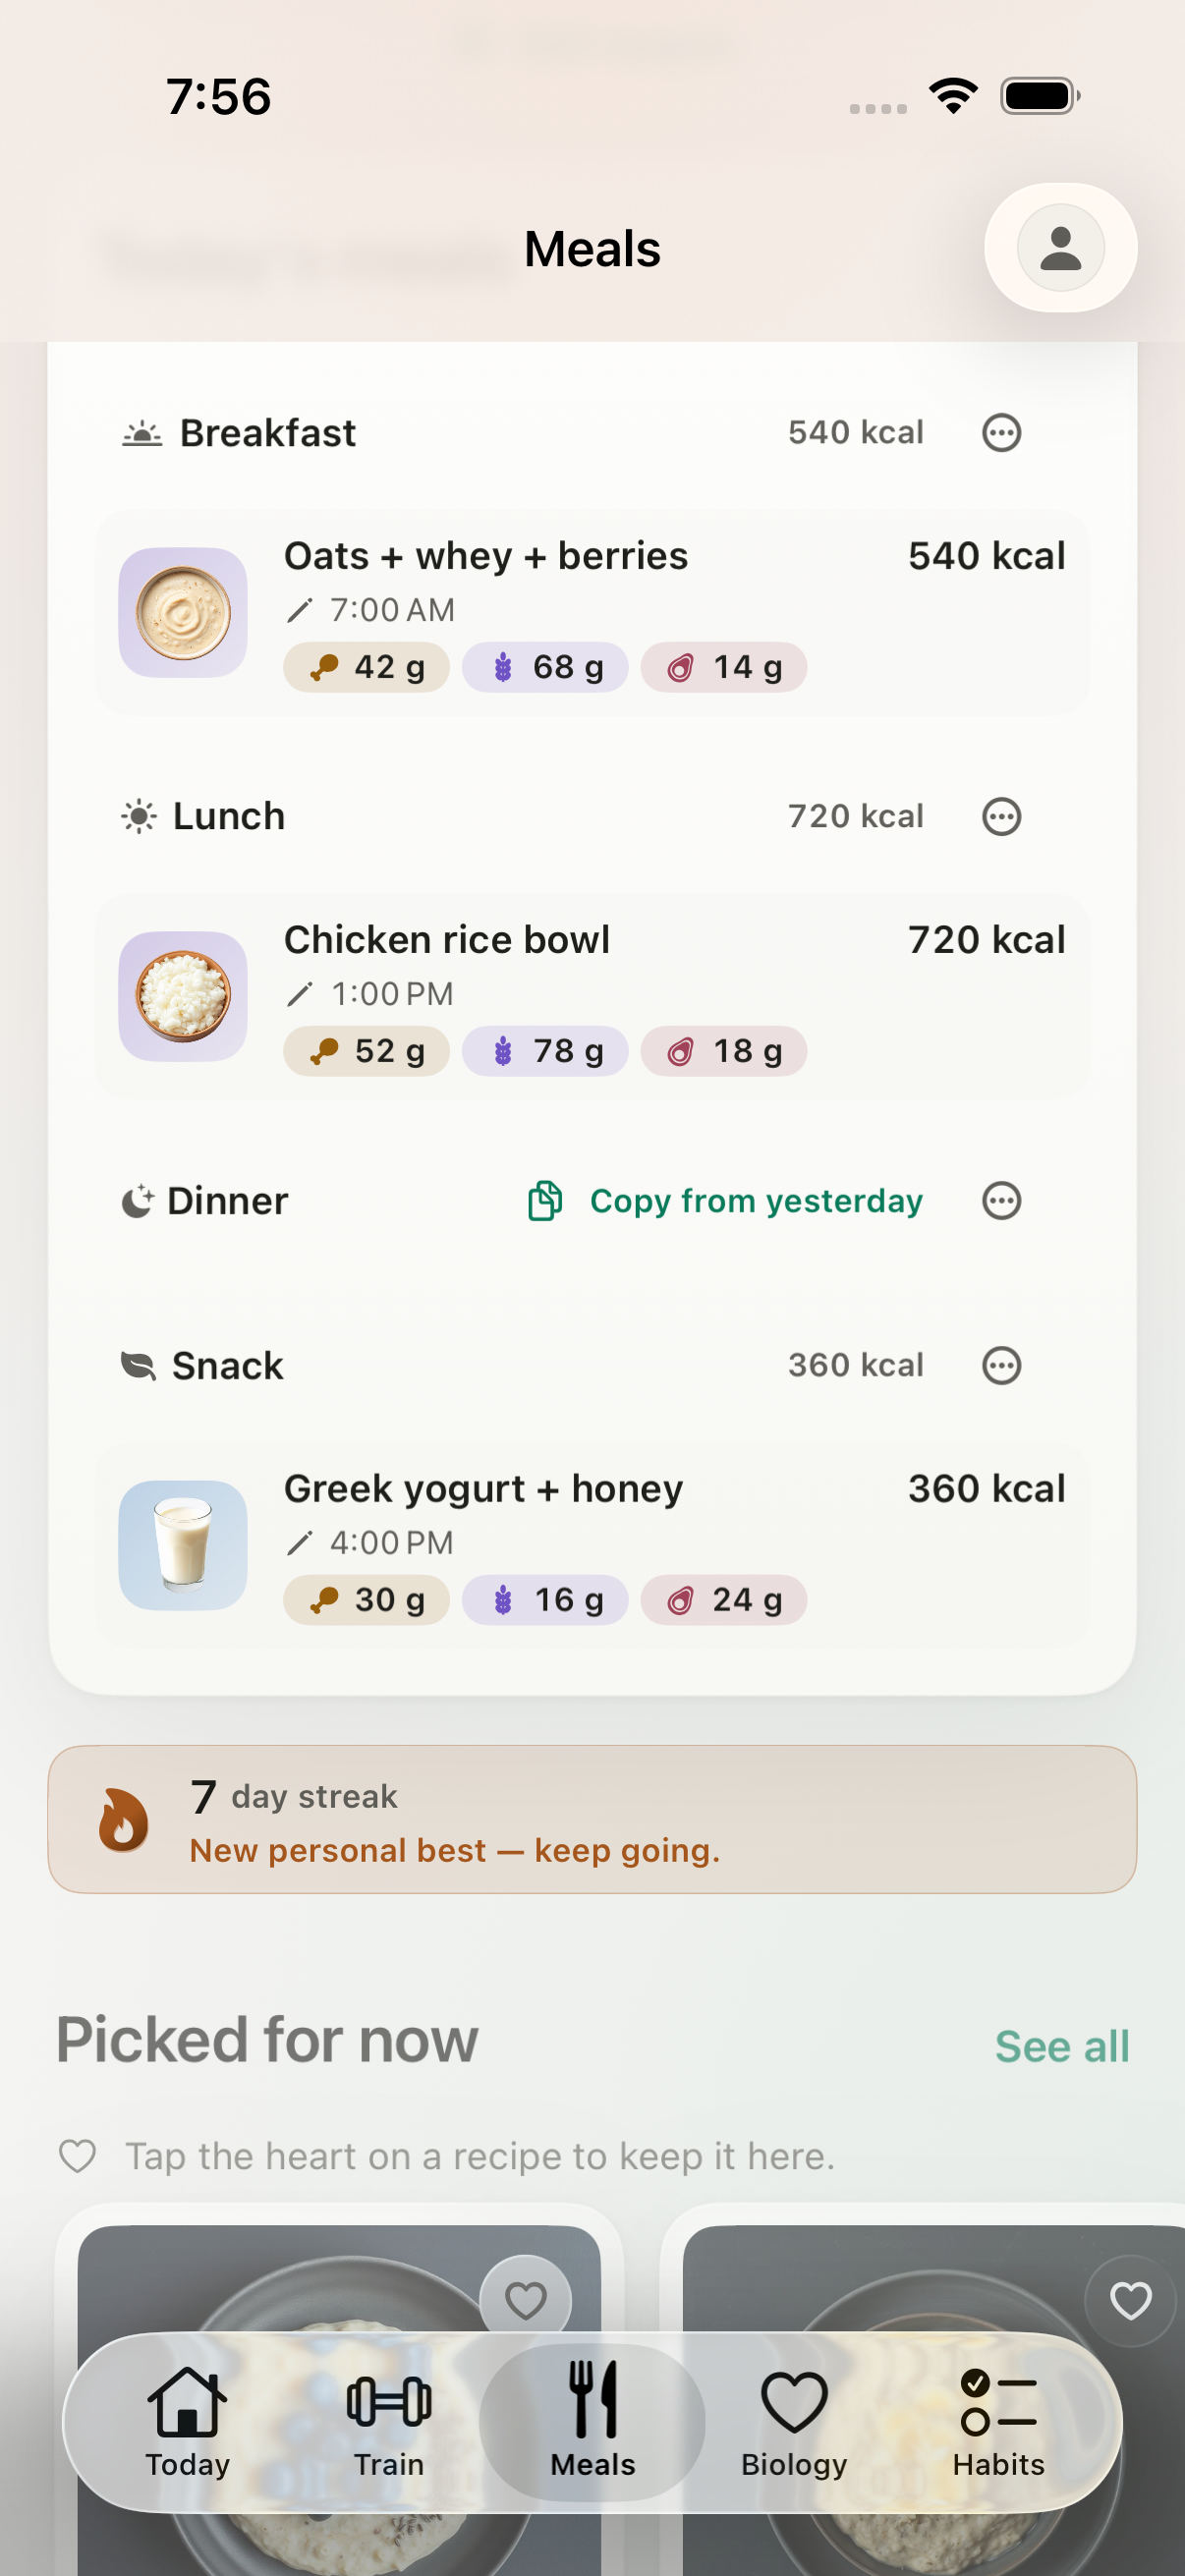 7:56
Meals
Breakfast 540 kcal
Oats + whey + berries 540 kcal
7:00 AM
42 g 68 g 14 g
Lunch 720 kcal
Chicken rice bowl 720 kcal
1:00 PM
52 g 78 g 18 g
Dinner Copy from yesterday
Snack 360 kcal
Greek yogurt + honey 360 kcal
4:00 PM
30 g 16 g 24 g
7 day streak
New personal best — keep going.
Picked for now See all
Tap the heart on a recipe to keep it here.
Today Train Meals Biology Habits